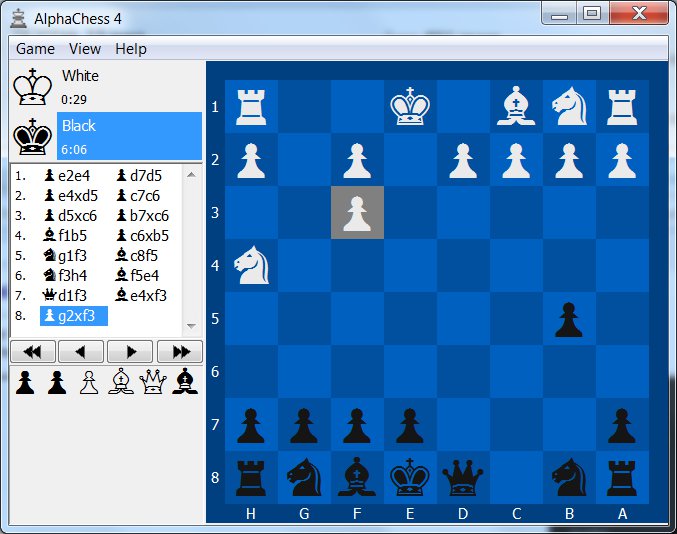 AlphaChess 4
Game View Help
White
0:29
Black
6:06
1. e2e4 d7d5
2. e4xd5 c7c6
3. d5xc6 b7xc6
4. f1b5 c6xb5
5. g1f3 c8f5
6. f3h4 f5e4
7. d1f3 e4xf3
8. g2xf3
1
2
3
4
5
6
7
8
H G F E D C B A